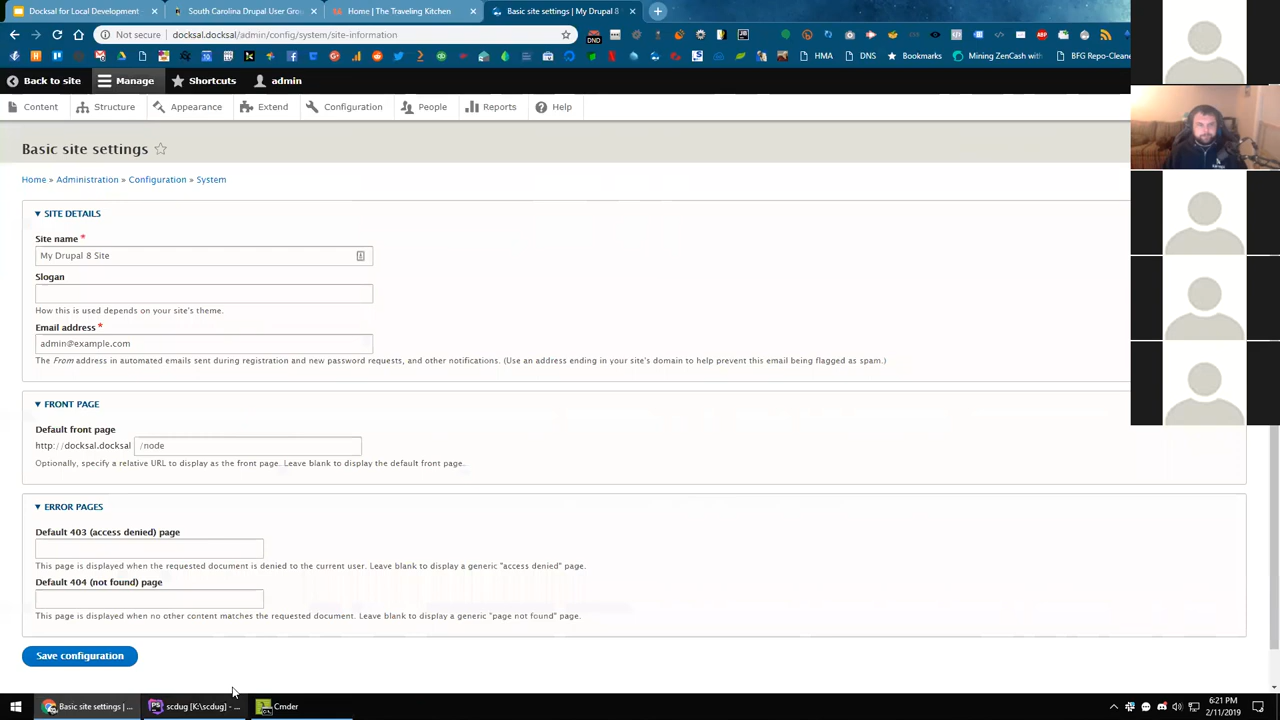 Docksal for Local Development -
South Carolina Drupal User Grou
Home | The Traveling Kitchen
Basic site settings | My Drupal 8
Not secure
docksal.docksal/admin/config/system/site-information
DND
HMA
DNS
Bookmarks
Mining ZenCash with
BFG Repo-Cleane
Back to site
Manage
Shortcuts
admin
Content
Structure
Appearance
Extend
Configuration
People
Reports
Help
Basic site settings
Home » Administration » Configuration » System
SITE DETAILS
Site name *
My Drupal 8 Site
Slogan
How this is used depends on your site's theme.
Email address *
admin@example.com
The From address in automated emails sent during registration and new password requests, and other notifications. (Use an address ending in your site's domain to help prevent this email being flagged as spam.)
FRONT PAGE
Default front page
http://docksal.docksal /node
Optionally, specify a relative URL to display as the front page. Leave blank to display the default front page.
ERROR PAGES
Default 403 (access denied) page
This page is displayed when the requested document is denied to the current user. Leave blank to display a generic "access denied" page.
Default 404 (not found) page
This page is displayed when no other content matches the requested document. Leave blank to display a generic "page not found" page.
Save configuration
Basic site settings | ...
scdug [K:\scdug] - ...
Cmder
6:21 PM
2/11/2019